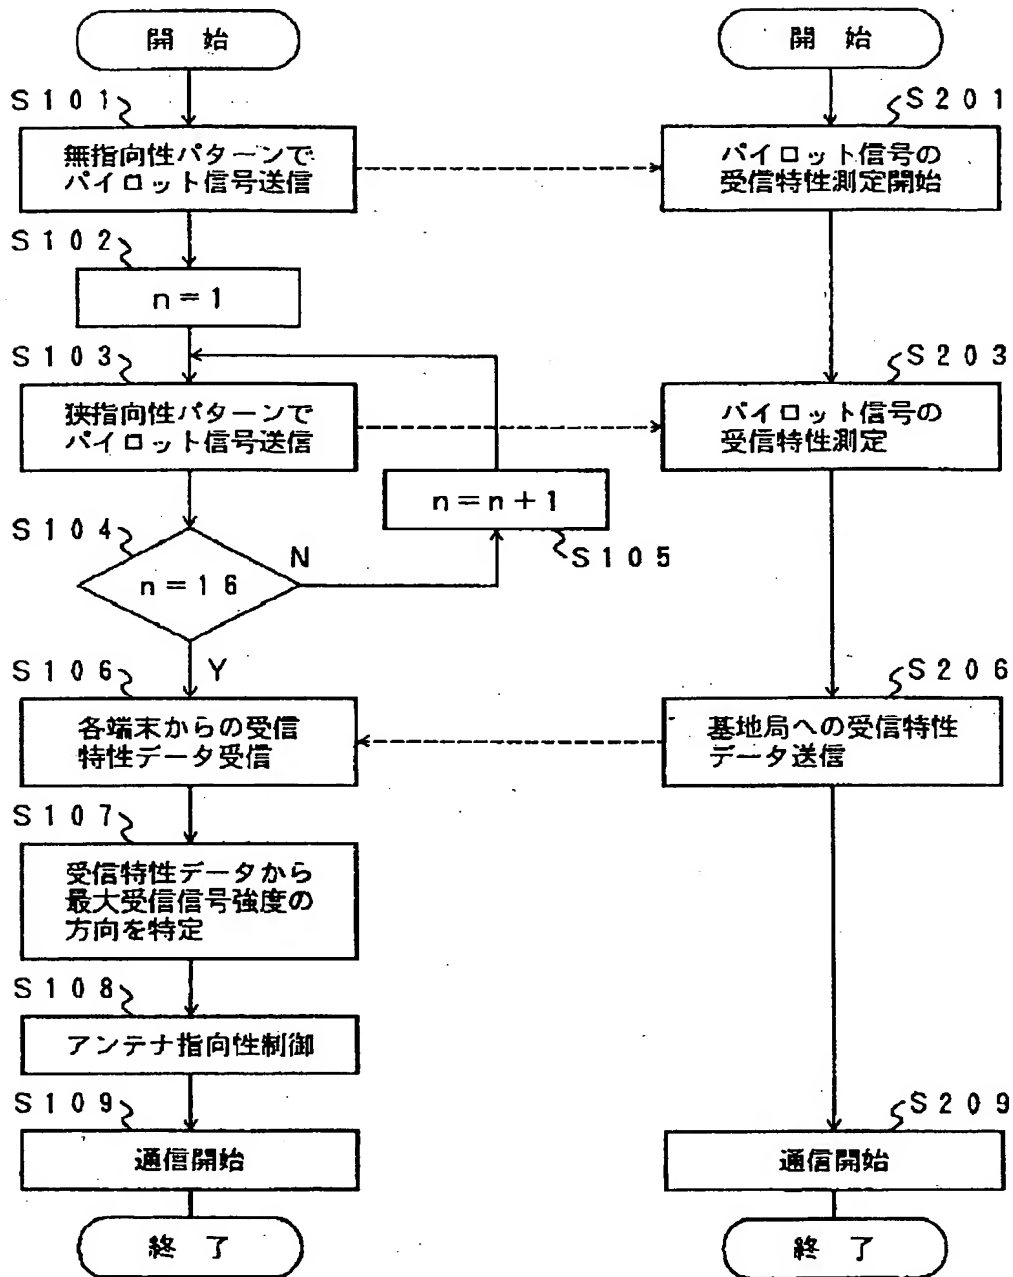 開始
S101
無指向性パターンで
パイロット信号送信
S102
n=1
S103
狭指向性パターンで
パイロット信号送信
n=n+1
S105
S104
n=16
N
Y
S106
各端末からの受信
特性データ受信
S107
受信特性データから
最大受信信号強度の
方向を特定
S108
アンテナ指向性制御
S109
通信開始
終了
開始
S201
パイロット信号の
受信特性測定開始
S203
パイロット信号の
受信特性測定
S206
基地局への受信特性
データ送信
S209
通信開始
終了